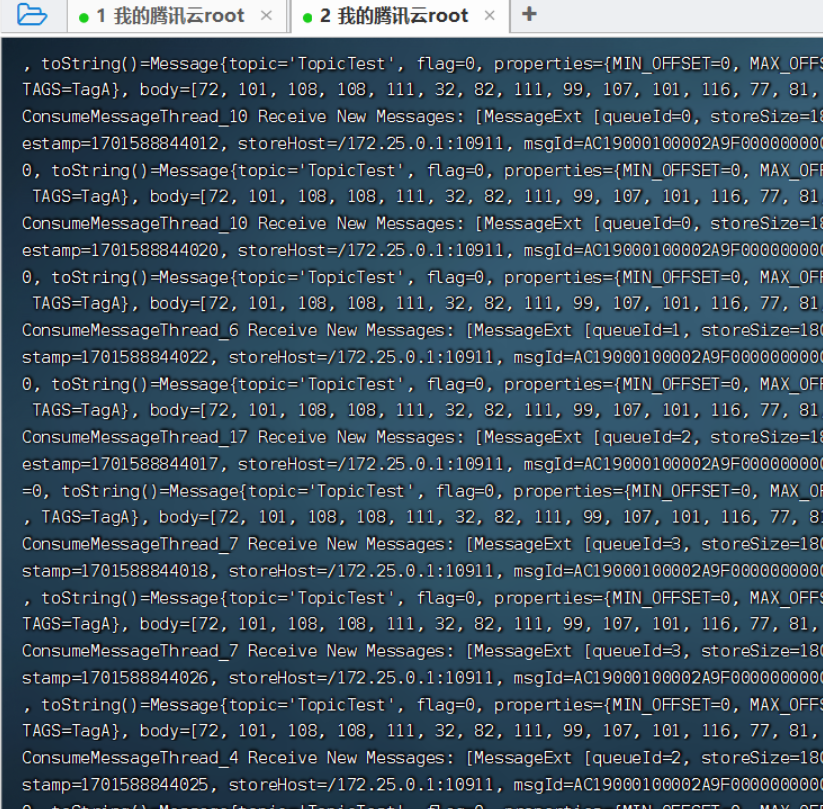 1 我的腾讯云root × 2 我的腾讯云root × +
, toString()=Message{topic='TopicTest', flag=0, properties={MIN_OFFSET=0, MAX_OFFS
TAGS=TagA}, body=[72, 101, 108, 108, 111, 32, 82, 111, 99, 107, 101, 116, 77, 81,
ConsumeMessageThread_10 Receive New Messages: [MessageExt [queueId=0, storeSize=18
estamp=1701588844012, storeHost=/172.25.0.1:10911, msgId=AC19000100002A9F000000000
0, toString()=Message{topic='TopicTest', flag=0, properties={MIN_OFFSET=0, MAX_OFF
TAGS=TagA}, body=[72, 101, 108, 108, 111, 32, 82, 111, 99, 107, 101, 116, 77, 81
ConsumeMessageThread_10 Receive New Messages: [MessageExt [queueId=0, storeSize=18
estamp=1701588844020, storeHost=/172.25.0.1:10911, msgId=AC19000100002A9F000000000
0, toString()=Message{topic='TopicTest', flag=0, properties={MIN_OFFSET=0, MAX_OFF
TAGS=TagA}, body=[72, 101, 108, 108, 111, 32, 82, 111, 99, 107, 101, 116, 77, 81
ConsumeMessageThread_6 Receive New Messages: [MessageExt [queueId=1, storeSize=180
stamp=1701588844022, storeHost=/172.25.0.1:10911, msgId=AC19000100002A9F0000000000
0, toString()=Message{topic='TopicTest', flag=0, properties={MIN_OFFSET=0, MAX_OFF
TAGS=TagA}, body=[72, 101, 108, 108, 111, 32, 82, 111, 99, 107, 101, 116, 77, 81
ConsumeMessageThread_17 Receive New Messages: [MessageExt [queueId=2, storeSize=18
estamp=1701588844017, storeHost=/172.25.0.1:10911, msgId=AC19000100002A9F000000000
=0, toString()=Message{topic='TopicTest', flag=0, properties={MIN_OFFSET=0, MAX_OF
, TAGS=TagA}, body=[72, 101, 108, 108, 111, 32, 82, 111, 99, 107, 101, 116, 77, 81
ConsumeMessageThread_7 Receive New Messages: [MessageExt [queueId=3, storeSize=180
stamp=1701588844018, storeHost=/172.25.0.1:10911, msgId=AC19000100002A9F0000000000
, toString()=Message{topic='TopicTest', flag=0, properties={MIN_OFFSET=0, MAX_OFFS
TAGS=TagA}, body=[72, 101, 108, 108, 111, 32, 82, 111, 99, 107, 101, 116, 77, 81,
ConsumeMessageThread_7 Receive New Messages: [MessageExt [queueId=3, storeSize=180
stamp=1701588844026, storeHost=/172.25.0.1:10911, msgId=AC19000100002A9F0000000000
, toString()=Message{topic='TopicTest', flag=0, properties={MIN_OFFSET=0, MAX_OFFS
TAGS=TagA}, body=[72, 101, 108, 108, 111, 32, 82, 111, 99, 107, 101, 116, 77, 81,
ConsumeMessageThread_4 Receive New Messages: [MessageExt [queueId=2, storeSize=180
stamp=1701588844025, storeHost=/172.25.0.1:10911, msgId=AC19000100002A9F0000000000